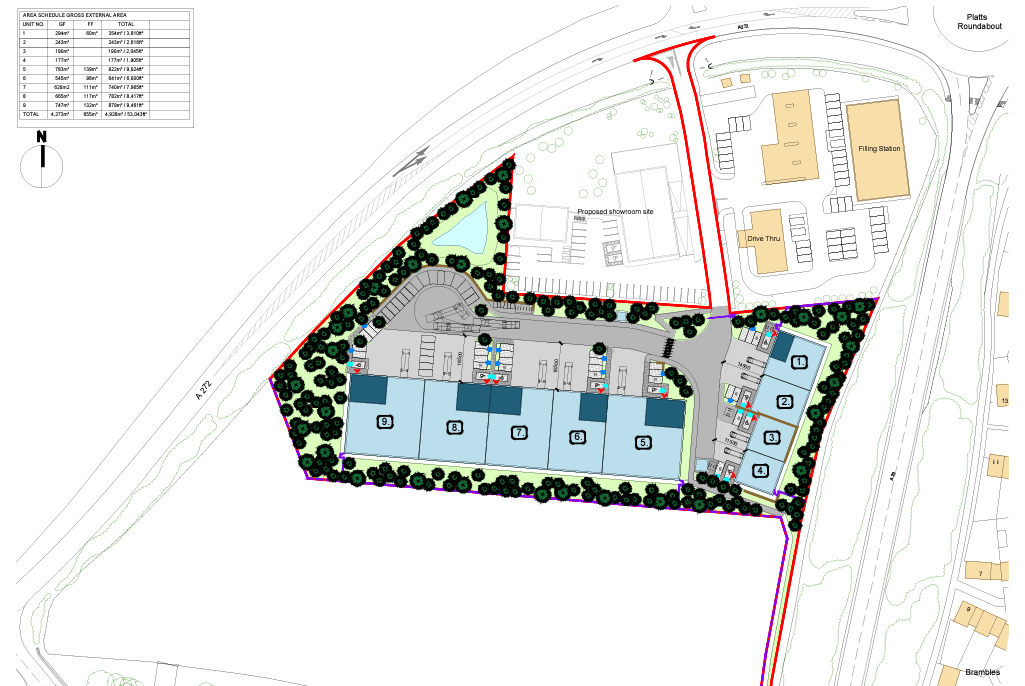 AREA SCHEDULE GROSS EXTERNAL AREA
UNIT NO. GF FF TOTAL
1 294m² 60m² 354m² / 3,810ft²
2 243m² 243m² / 2,616ft²
3 190m² 190m² / 2,045ft²
4 177m² 177m² / 1,905ft²
5 783m² 139m² 922m² / 9,924ft²
6 545m² 96m² 641m² / 6,900ft²
7 629m2 111m² 740m² / 7,965ft²
8 665m² 117m² 782m² / 8,417ft²
9 747m² 132m² 879m² / 9,461ft²
TOTAL 4,273m² 655m² 4,928m² / 53,043ft²
N
Platts
Roundabout
A272
Filling Station
Proposed showroom site
Drive Thru
A 272
1.
2.
3.
4.
5.
6.
7.
8.
9.
13
11
7
9
Brambles